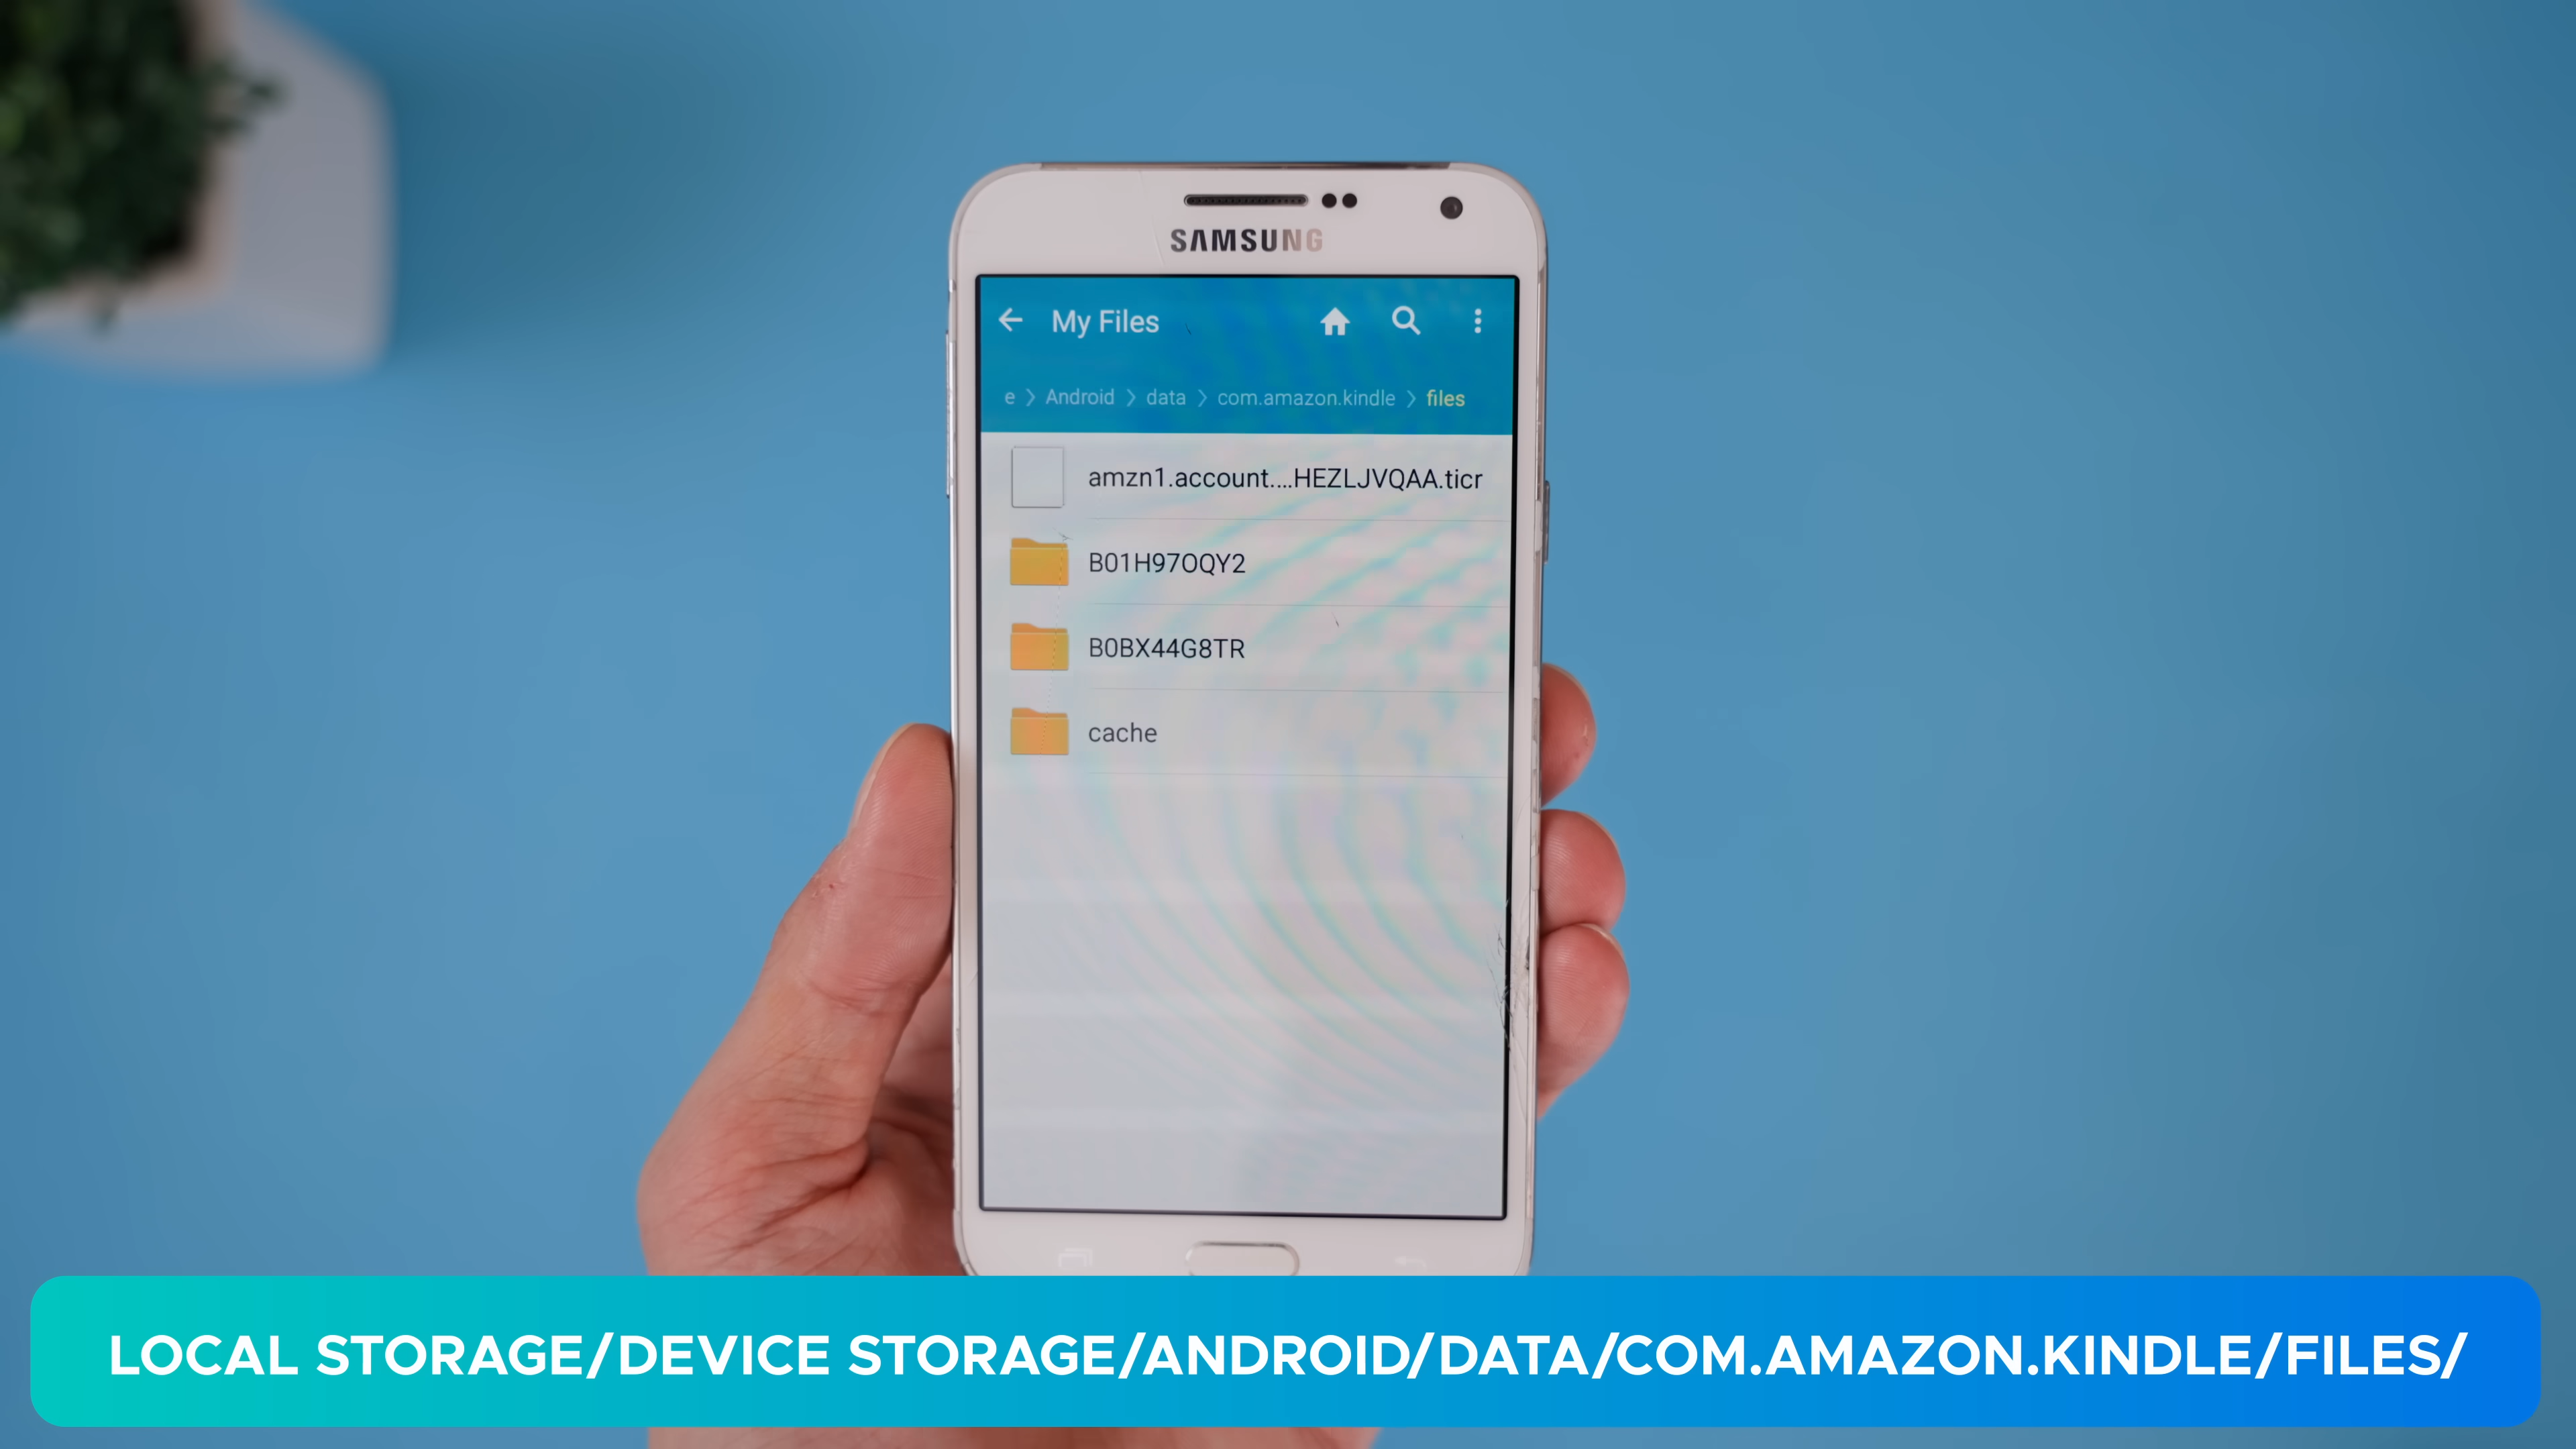 SAMSUNG
My Files
e > Android > data > com.amazon.kindle > files
amzn1.account....HEZLJVQAA.ticr
B01H97OQY2
B0BX44G8TR
cache
LOCAL STORAGE/DEVICE STORAGE/ANDROID/DATA/COM.AMAZON.KINDLE/FILES/